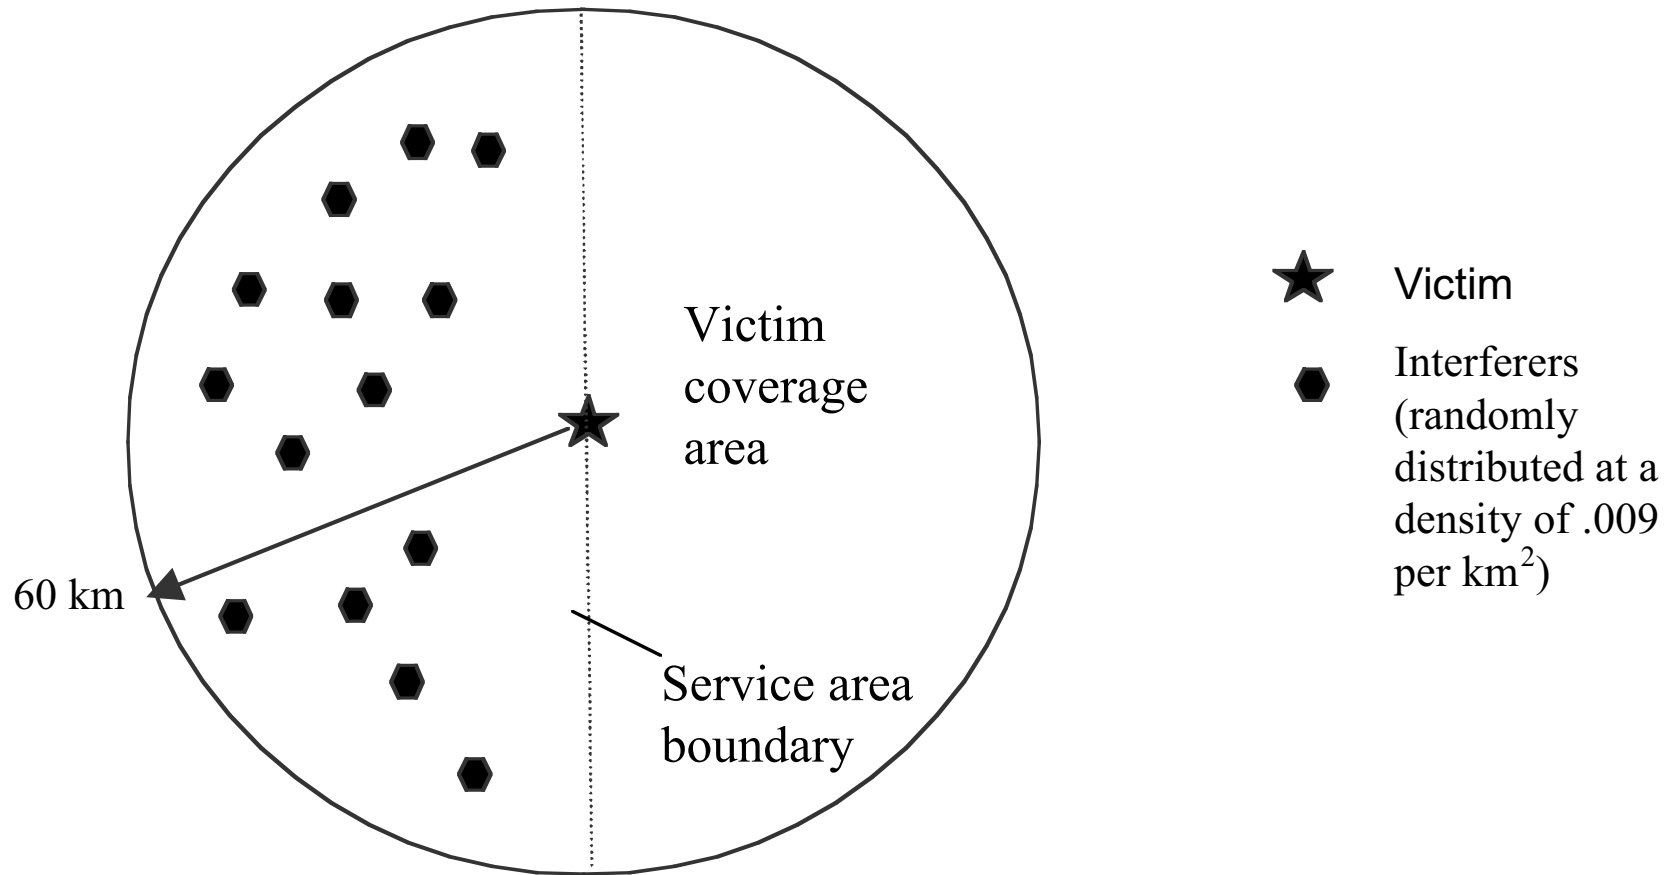 Victim
coverage
area
60 km
Service area
boundary
Victim
Interferers
(randomly
distributed at a
density of .009
per km²)